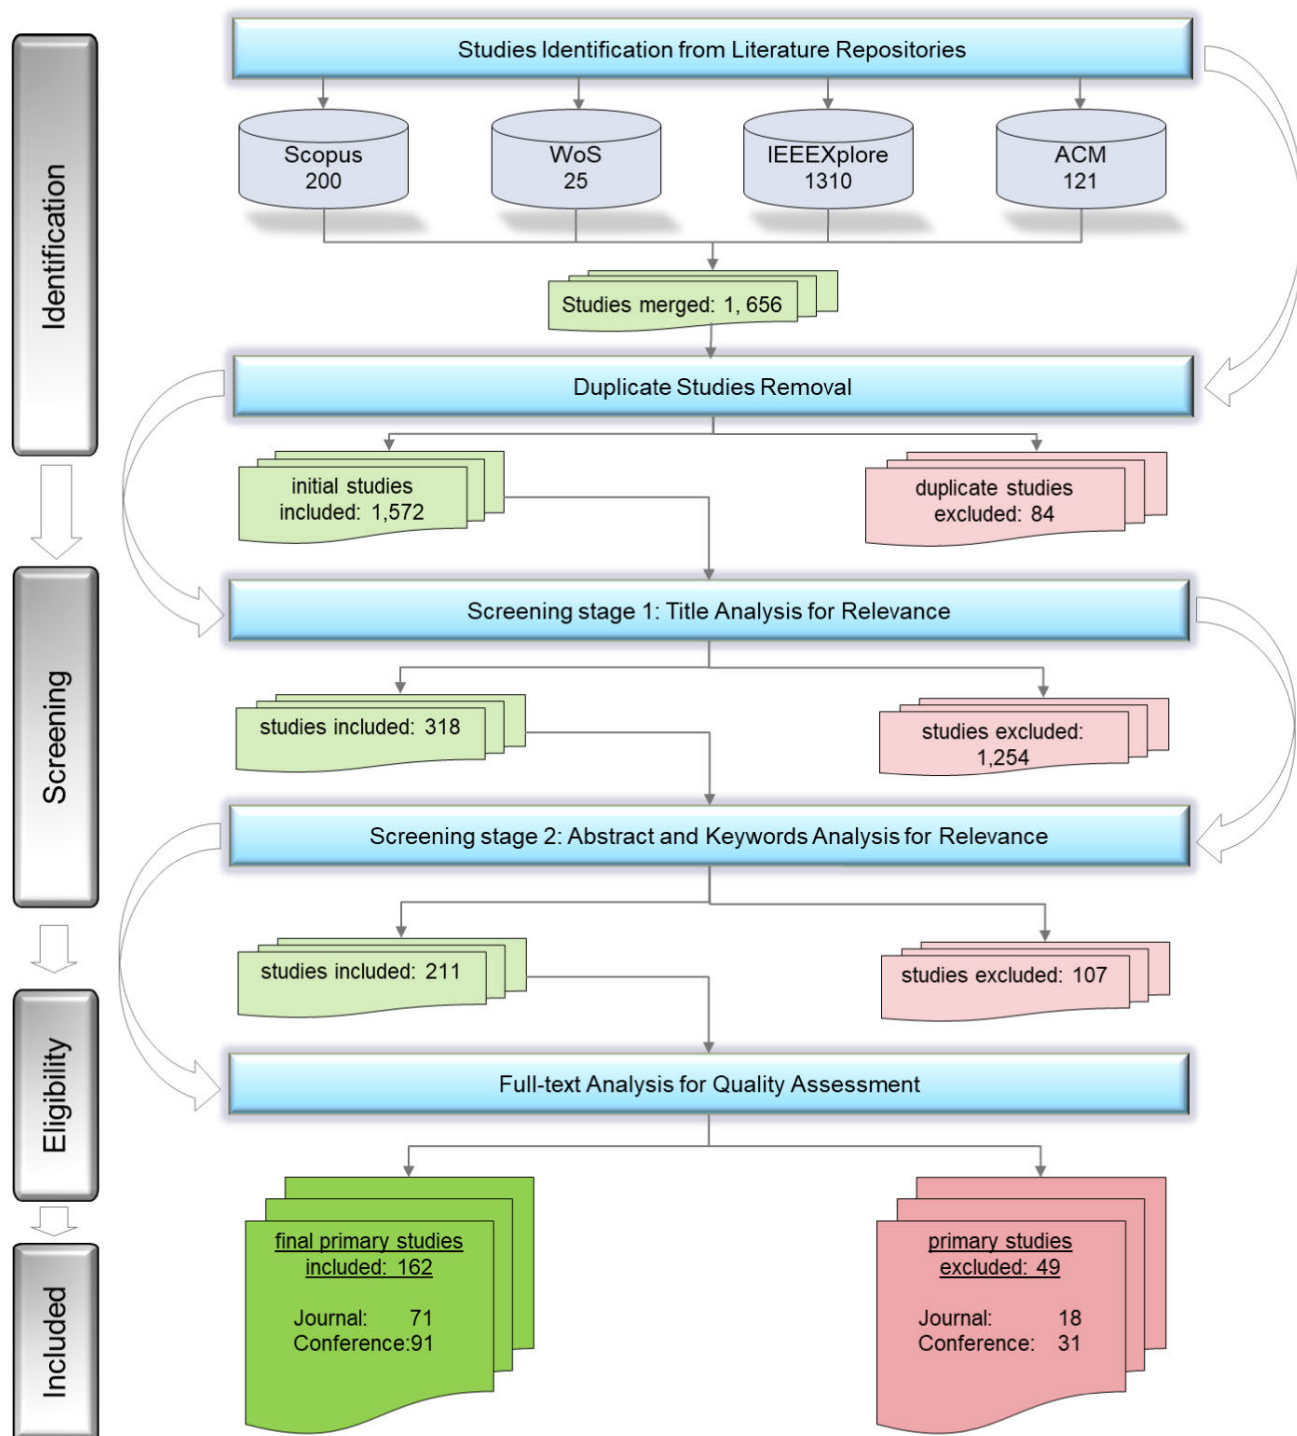 Identification
Studies Identification from Literature Repositories
Scopus
200
WoS
25
IEEEXplore
1310
ACM
121
Studies merged: 1, 656
Duplicate Studies Removal
initial studies
included: 1,572
duplicate studies
excluded: 84
Screening
Screening stage 1: Title Analysis for Relevance
studies included: 318
studies excluded:
1,254
Screening stage 2: Abstract and Keywords Analysis for Relevance
studies included: 211
studies excluded: 107
Eligibility
Full-text Analysis for Quality Assessment
Included
final primary studies
included: 162
Journal: 71
Conference:91
primary studies
excluded: 49
Journal: 18
Conference: 31